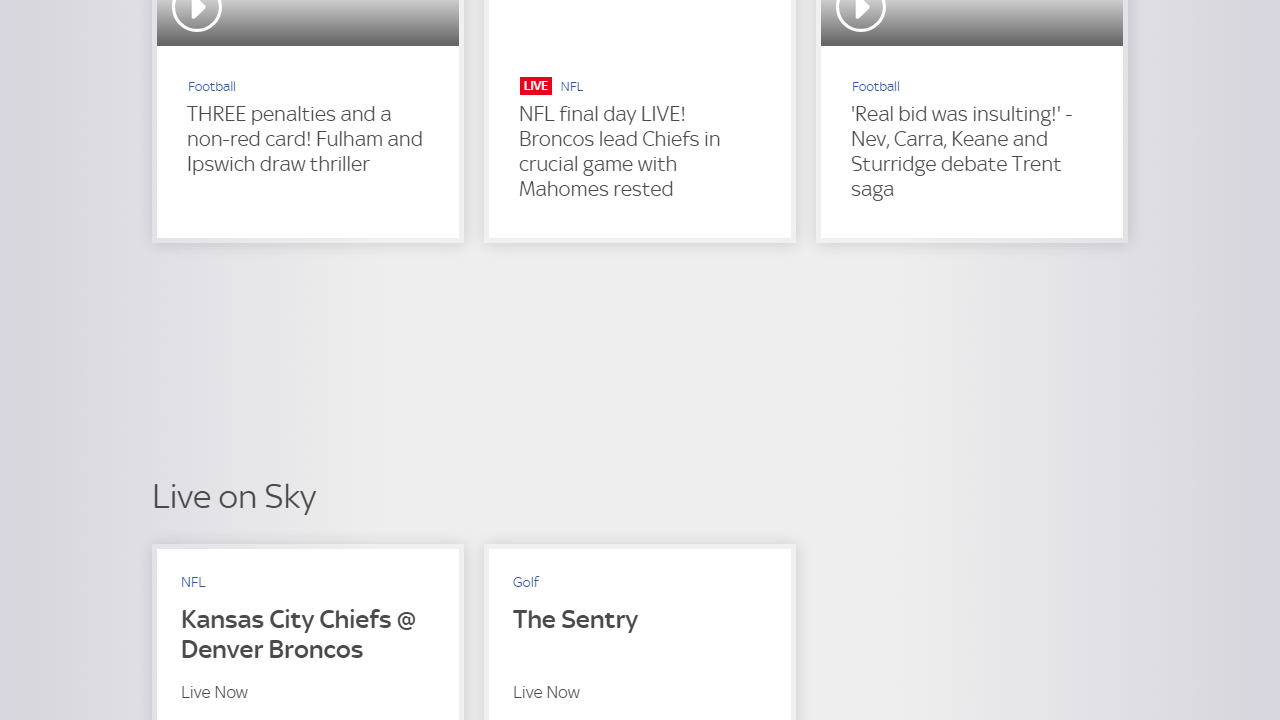 Football
THREE penalties and a
non-red card! Fulham and
Ipswich draw thriller
LIVE NFL
NFL final day LIVE!
Broncos lead Chiefs in
crucial game with
Mahomes rested
Football
'Real bid was insulting!' -
Nev, Carra, Keane and
Sturridge debate Trent
saga
Live on Sky
NFL
Kansas City Chiefs @
Denver Broncos
Live Now
Golf
The Sentry
Live Now